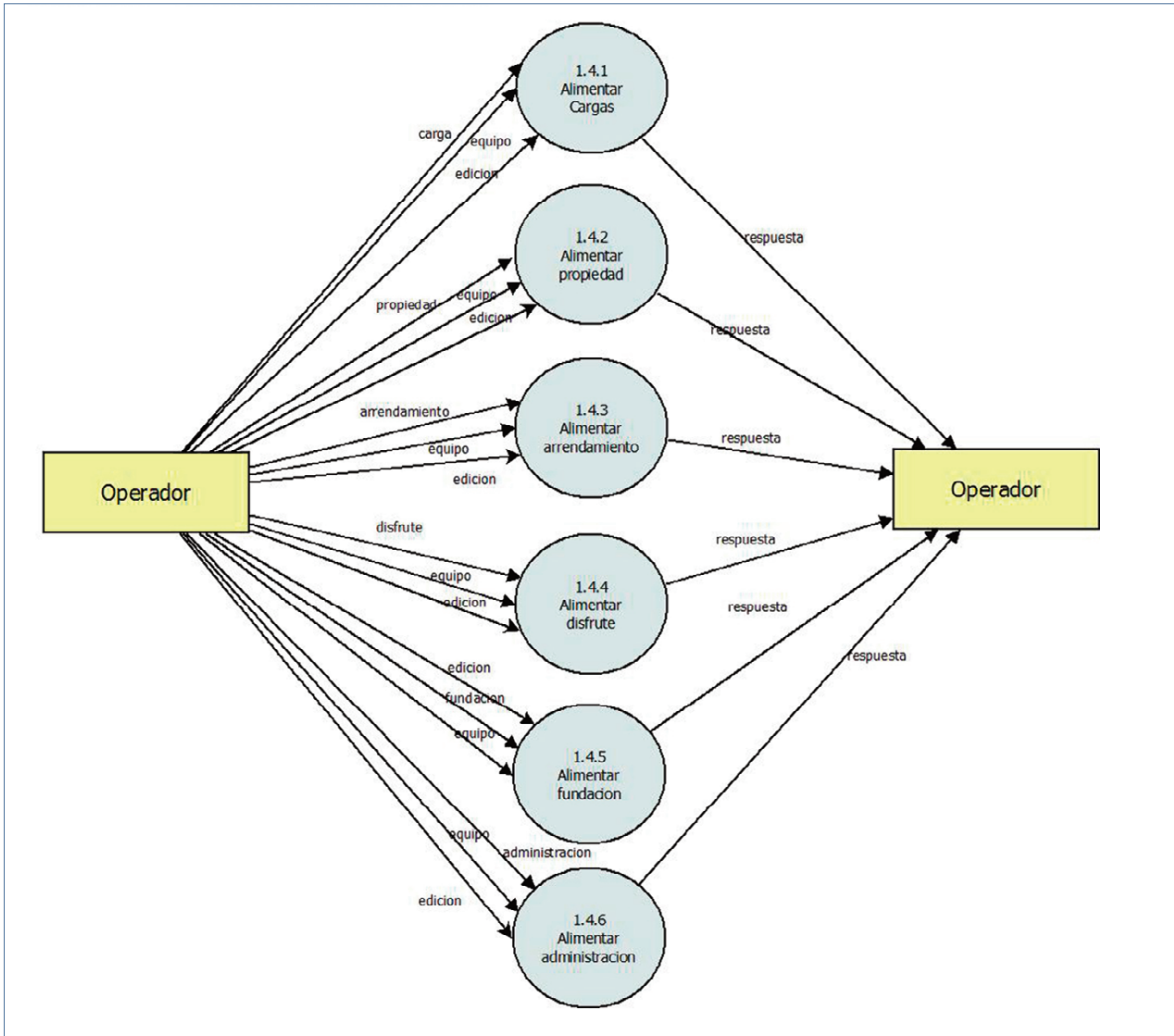 1.4.1
Alimentar
Cargas
carga
equipo
edicion
respuesta
1.4.2
Alimentar
propiedad
propiedad
equipo
edicion
respuesta
1.4.3
Alimentar
arrendamiento
arrendamiento
equipo
edicion
respuesta
Operador
Operador
1.4.4
Alimentar
disfrute
disfrute
equipo
edicion
respuesta
1.4.5
Alimentar
fundacion
edicion
fundacion
equipo
respuesta
1.4.6
Alimentar
administracion
equipo
administracion
edicion
respuesta